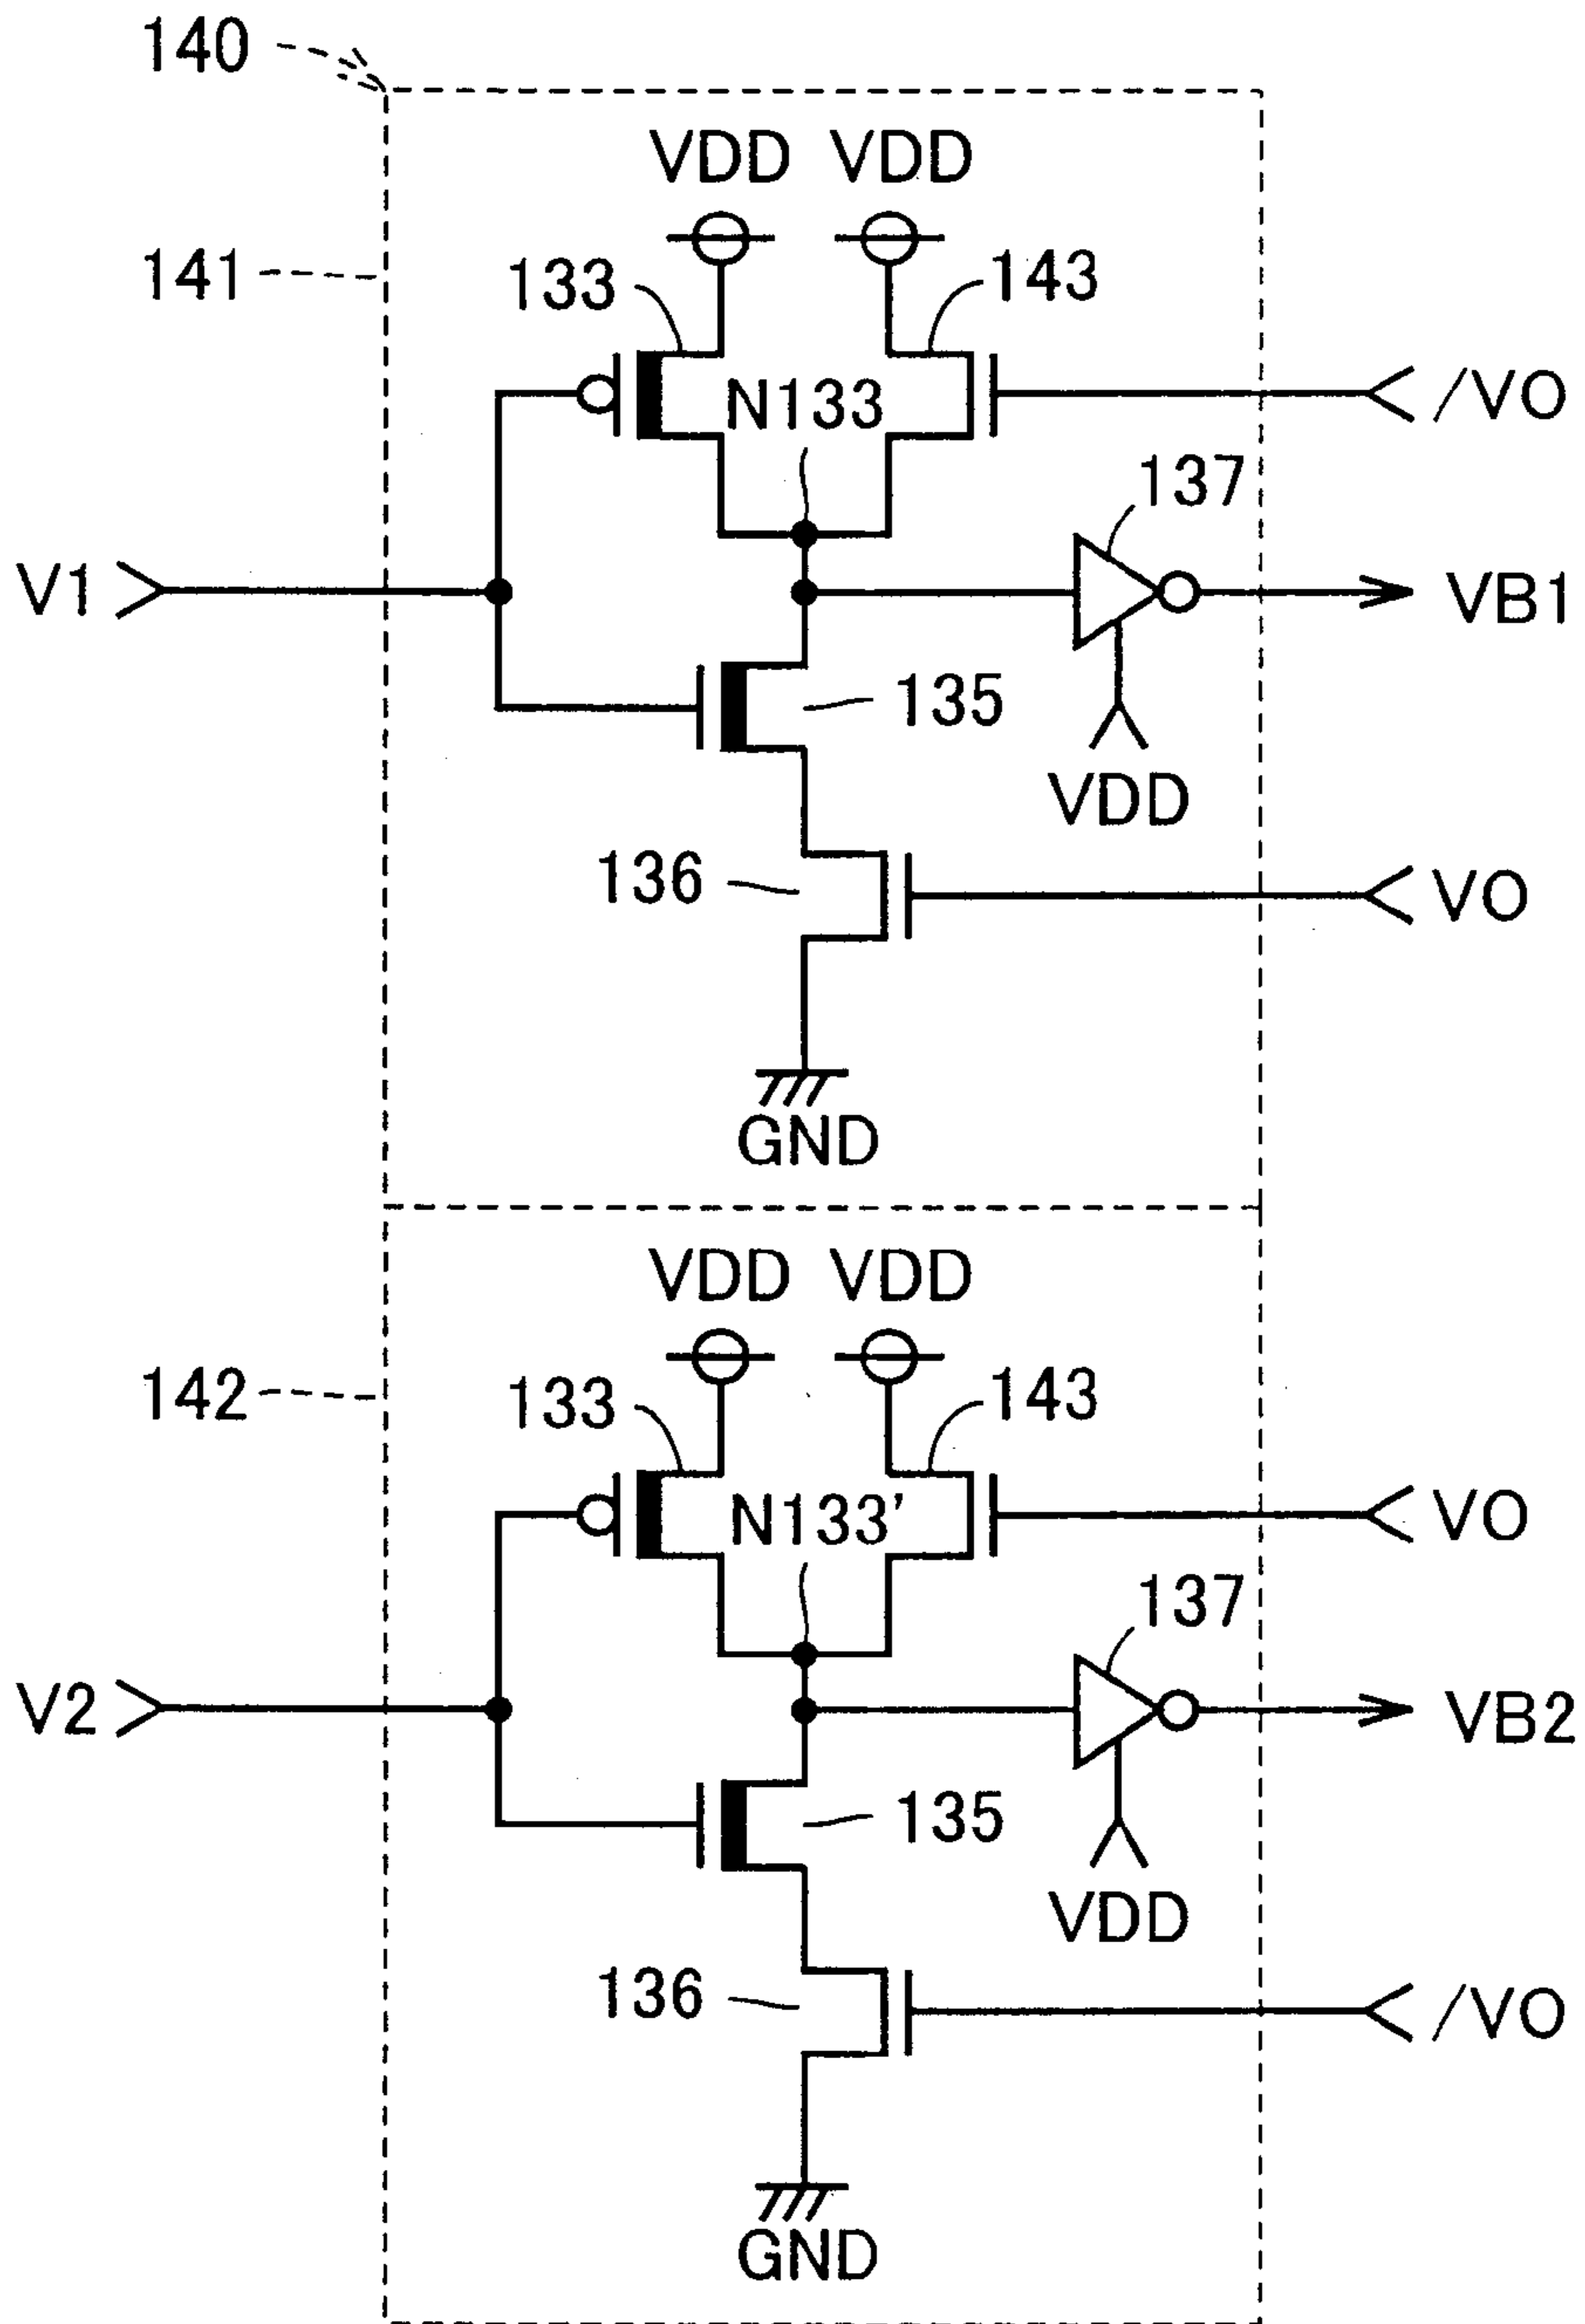 140
VDD VDD
141
133
143
N133
/VO
137
V1
VB1
135
VDD
136
VO
GND
VDD VDD
142
133
143
N133'
VO
137
V2
VB2
135
VDD
136
/VO
GND